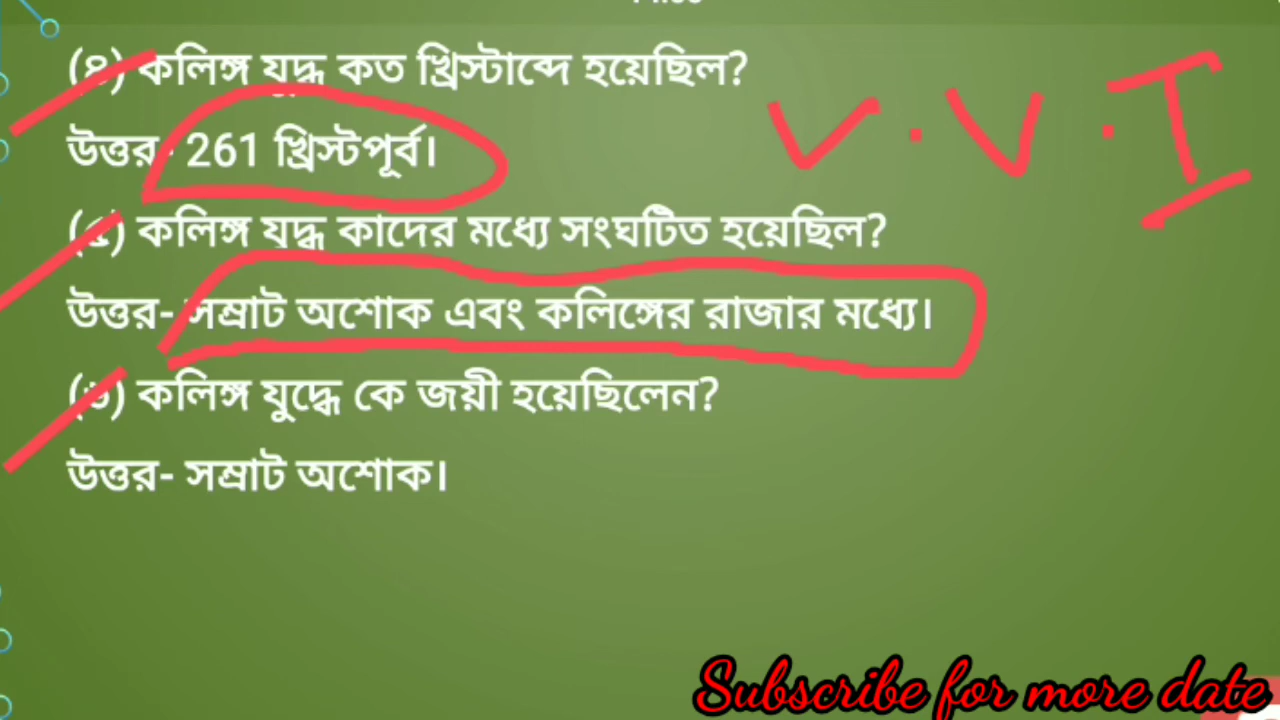 (৪) কলিঙ্গ যুদ্ধ কত খ্রিস্টাব্দে হয়েছিল?
V. V. I
উত্তর- 261 খ্রিস্টপূর্ব।
(৫) কলিঙ্গ যুদ্ধ কাদের মধ্যে সংঘটিত হয়েছিল?
উত্তর- সম্রাট অশোক এবং কলিঙ্গের রাজার মধ্যে।
(৬) কলিঙ্গ যুদ্ধে কে জয়ী হয়েছিলেন?
উত্তর- সম্রাট অশোক।
Subscribe for more date